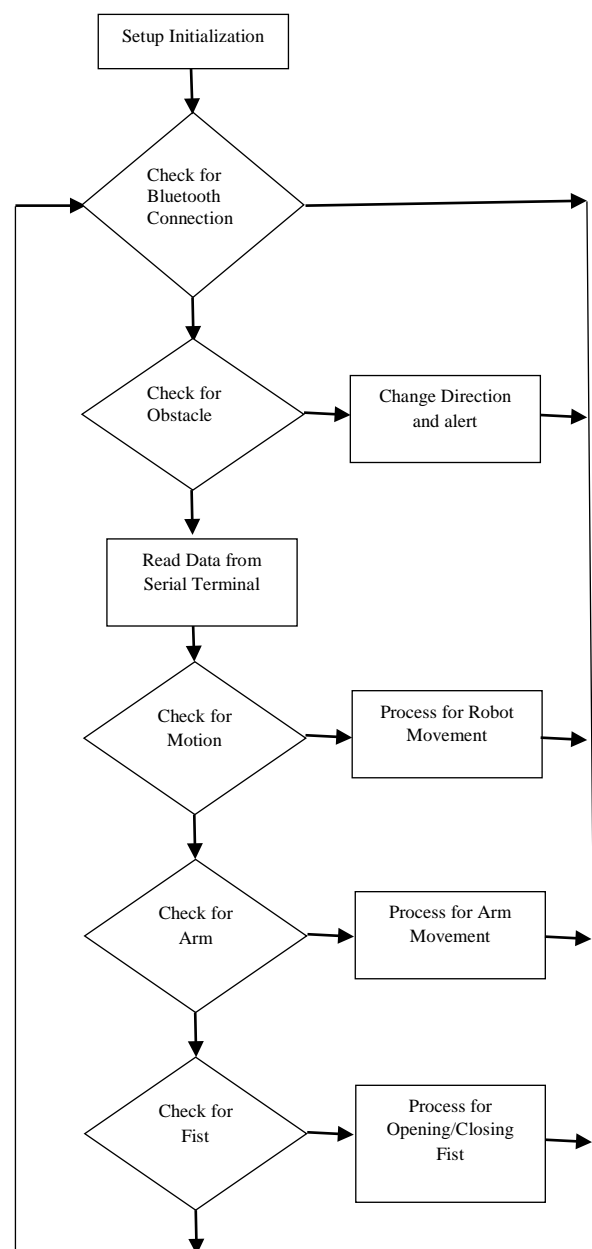 Setup Initialization
Check for
Bluetooth
Connection
Check for
Obstacle
Change Direction
and alert
Read Data from
Serial Terminal
Check for
Motion
Process for Robot
Movement
Check for
Arm
Process for Arm
Movement
Check for
Fist
Process for
Opening/Closing
Fist